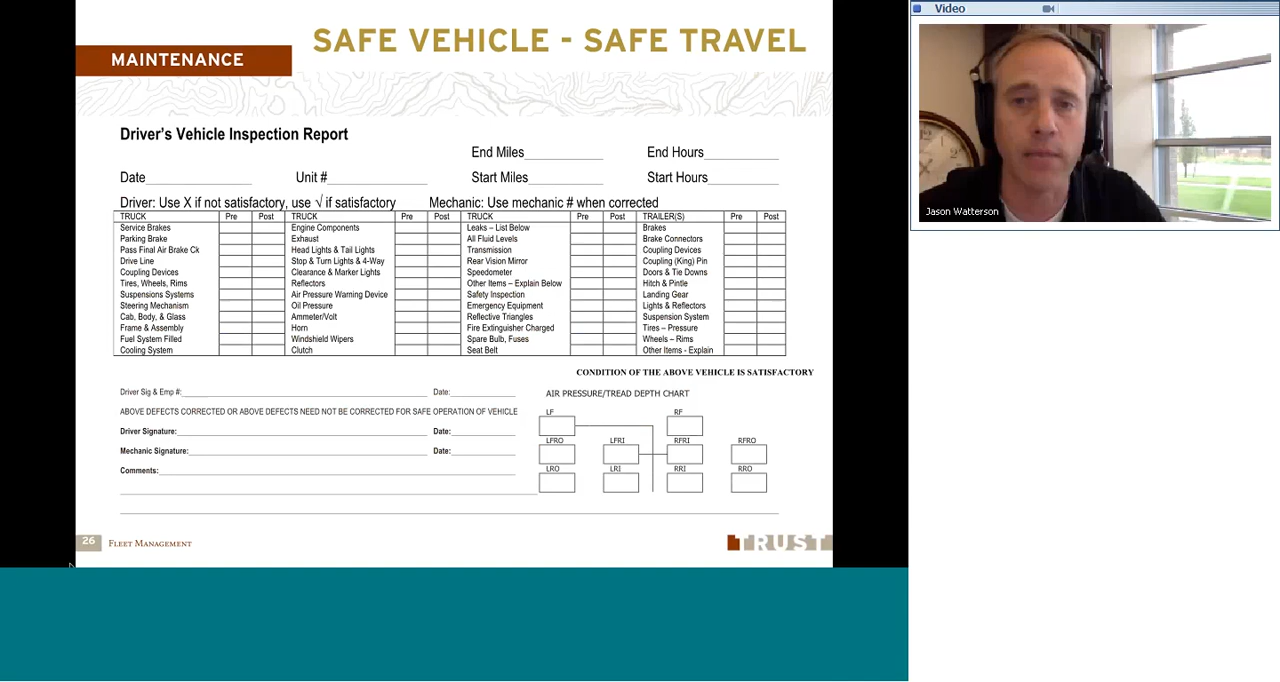 SAFE VEHICLE - SAFE TRAVEL
MAINTENANCE
Driver's Vehicle Inspection Report
End Miles End Hours
Date Unit # Start Miles Start Hours
Driver: Use X if not satisfactory, use √ if satisfactory Mechanic: Use mechanic # when corrected
TRUCK Pre Post TRUCK Pre Post TRUCK Pre Post TRAILER(S) Pre Post
Service Brakes Engine Components Leaks – List Below Brakes
Parking Brake Exhaust All Fluid Levels Brake Connectors
Pass Final Air Brake Ck Head Lights & Tail Lights Transmission Coupling Devices
Drive Line Stop & Turn Lights & 4-Way Rear Vision Mirror Coupling (King) Pin
Coupling Devices Clearance & Marker Lights Speedometer Doors & Tie Downs
Tires, Wheels, Rims Reflectors Other Items – Explain Below Hitch & Pintle
Suspensions Systems Air Pressure Warning Device Safety Inspection Landing Gear
Steering Mechanism Oil Pressure Emergency Equipment Lights & Reflectors
Cab, Body, & Glass Ammeter/Volt Reflective Triangles Suspension System
Frame & Assembly Horn Fire Extinguisher Charged Tires – Pressure
Fuel System Filled Windshield Wipers Spare Bulb, Fuses Wheels – Rims
Cooling System Clutch Seat Belt Other Items - Explain
CONDITION OF THE ABOVE VEHICLE IS SATISFACTORY
Driver Sig & Emp #: Date: AIR PRESSURE/TREAD DEPTH CHART
ABOVE DEFECTS CORRECTED OR ABOVE DEFECTS NEED NOT BE CORRECTED FOR SAFE OPERATION OF VEHICLE
LF RF
Driver Signature: Date:
LFRO LFRI RFRI RFRO
Mechanic Signature: Date:
Comments:
LRO LRI RRI RRO
26 FLEET MANAGEMENT
TRUST
Video
Jason Watterson